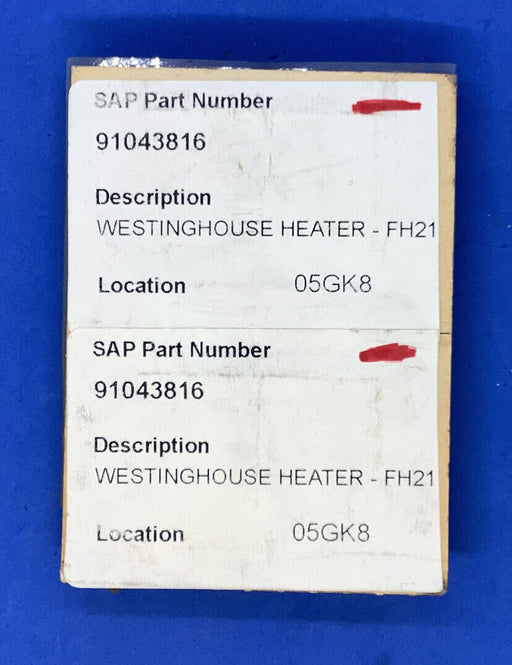 SAP Part Number
91043816
Description
WESTINGHOUSE HEATER - FH21
Location 05GK8
SAP Part Number
91043816
Description
WESTINGHOUSE HEATER - FH21
Location 05GK8